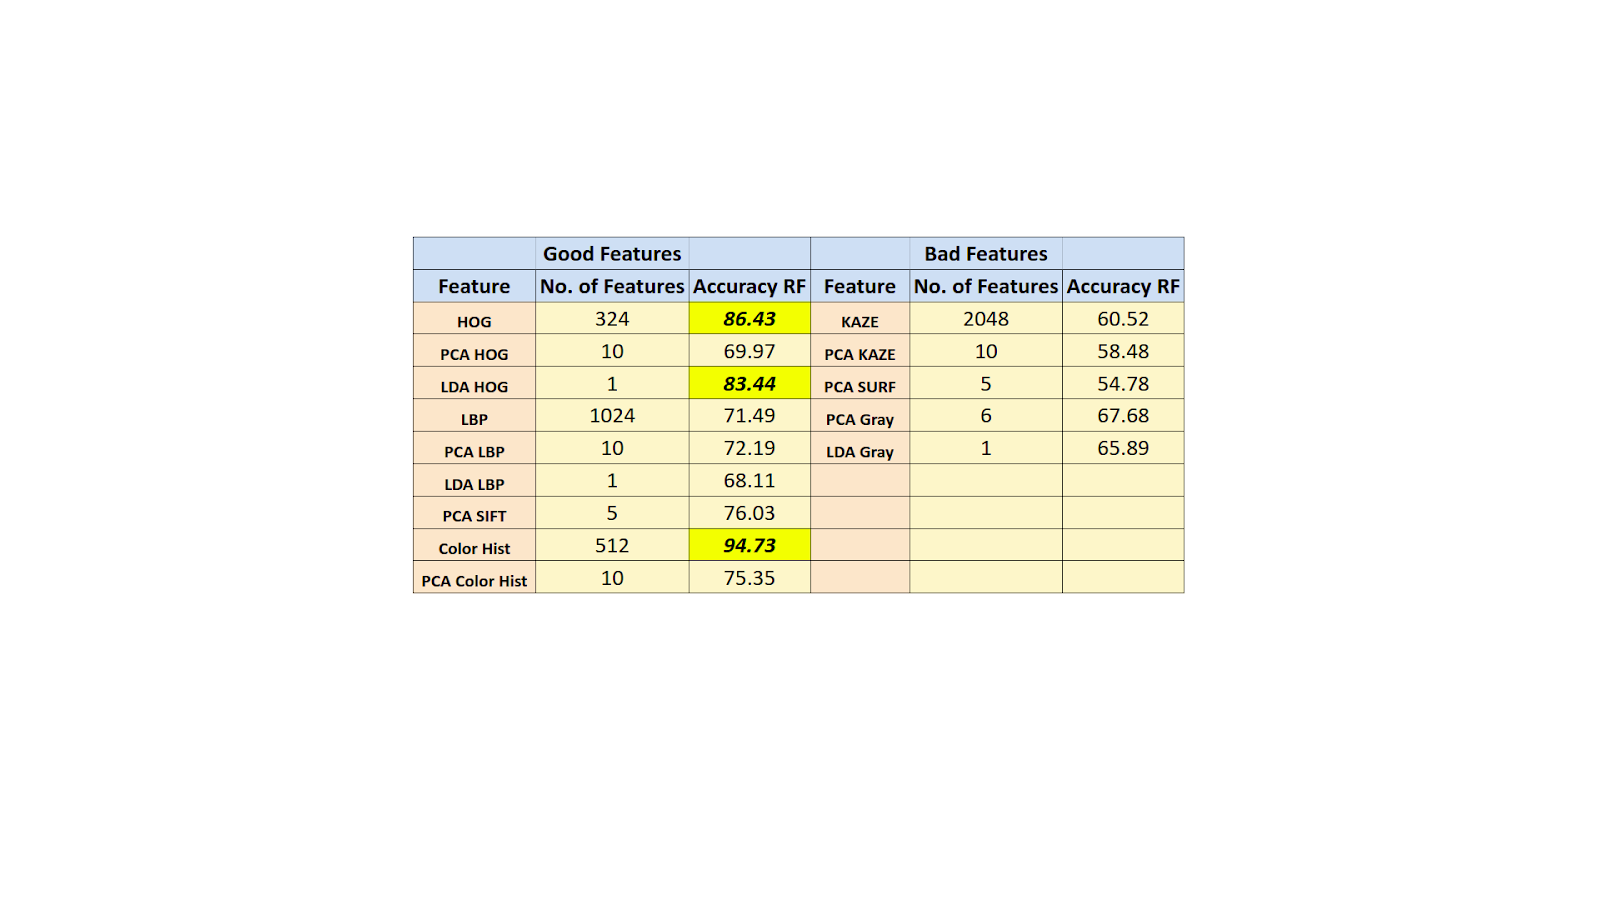 Good Features Bad Features
Feature No. of Features Accuracy RF Feature No. of Features Accuracy RF
HOG 324 86.43 KAZE 2048 60.52
PCA HOG 10 69.97 PCA KAZE 10 58.48
LDA HOG 1 83.44 PCA SURF 5 54.78
LBP 1024 71.49 PCA Gray 6 67.68
PCA LBP 10 72.19 LDA Gray 1 65.89
LDA LBP 1 68.11
PCA SIFT 5 76.03
Color Hist 512 94.73
PCA Color Hist 10 75.35